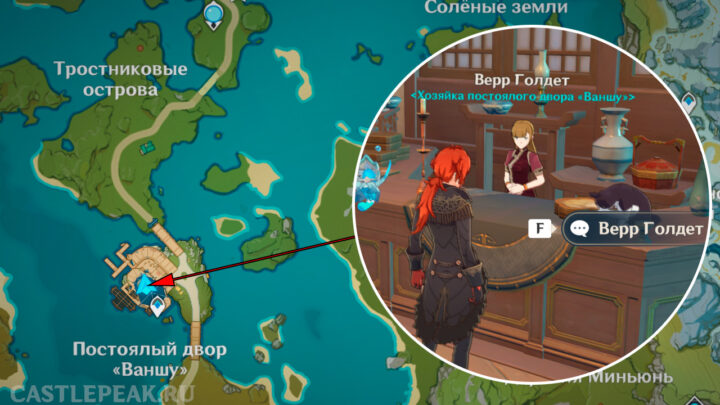 Солёные земли
Тростниковые
острова
Верр Голдет
<Хозяйка постоялого двора «Ваншу»>
F
Верр Голдет
Постоялый двор
«Ваншу»
Миньюнь
CASTLEPEAK.RU